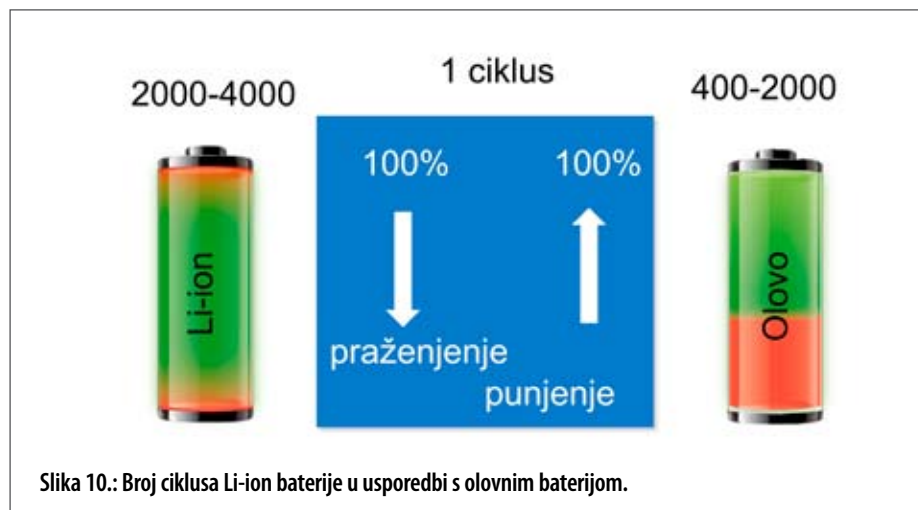 1 ciklus
2000-4000
400-2000
100%
100%
Li-ion
Olovo
praženjenje
punjenje
Slika 10.: Broj ciklusa Li-ion baterije u usporedbi s olovnim baterijom.